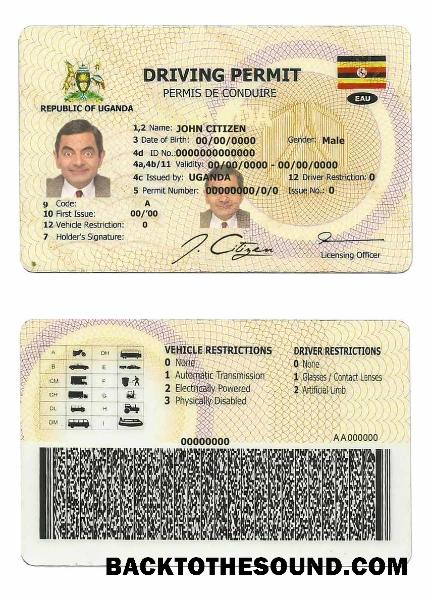 DRIVING PERMIT
PERMIS DE CONDUIRE
REPUBLIC OF UGANDA
EAU
1,2 Name: JOHN CITIZEN
3 Date of Birth: 00/00/0000 Gender: Male
4d ID No.:0000000000000
4a,4b/11 Validity: 00/00/0000 - 00/00/0000
4c Issued by: UGANDA 12 Driver Restriction: 0
5 Permit Number: 00000000/0/0 Issue No.: 0
9 Code: A
10 First Issue: 00/'00
12 Vehicle Restriction: 0
7 Holder's Signature:
J. Citizen
Licensing Officer
A DH
B E
CM F
CH G
DL H
DM I
VEHICLE RESTRICTIONS
0 None
1 Automatic Transmission
2 Electrically Powered
3 Physically Disabled
DRIVER RESTRICTIONS
0 None
1 Glasses / Contact Lenses
2 Artificial Limb
00000000
AA000000
BACKTOTHESOUND.COM